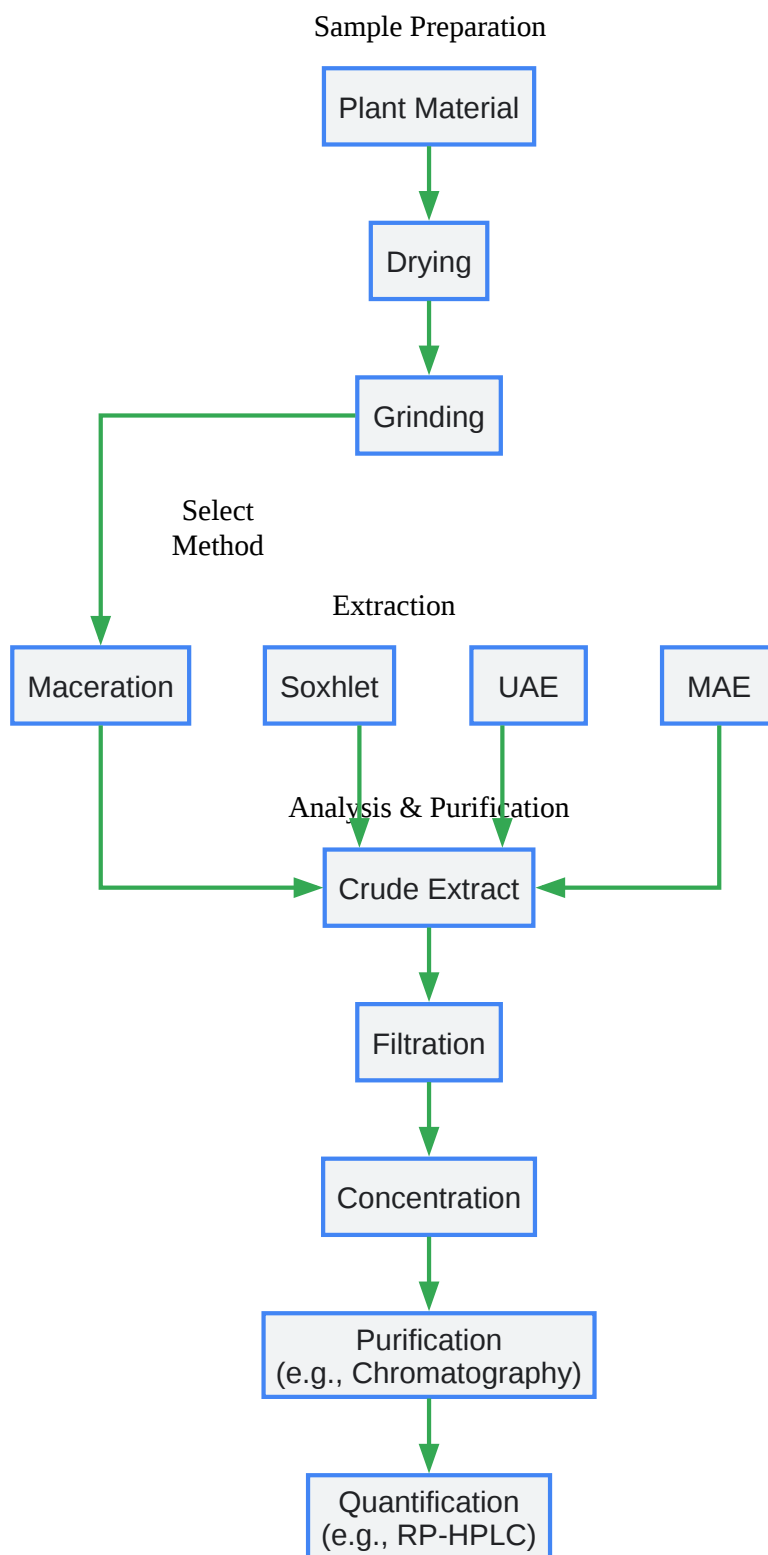 Sample Preparation
Plant Material
Drying
Grinding
Select
Method
Extraction
Maceration
Soxhlet
UAE
MAE
Analysis & Purification
Crude Extract
Filtration
Concentration
Purification
(e.g., Chromatography)
Quantification
(e.g., RP-HPLC)